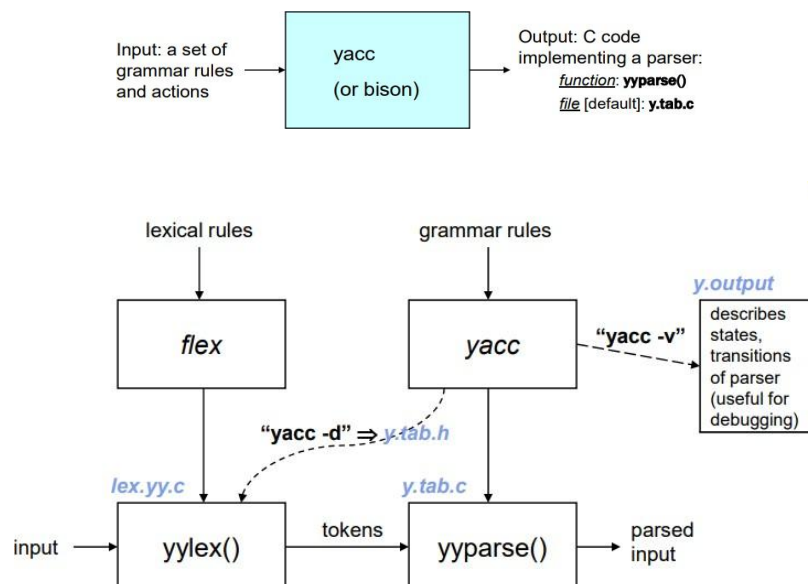 Input: a set of
grammar rules
and actions
yacc
(or bison)
Output: C code
implementing a parser:
function: yyparse()
file [default]: y.tab.c
lexical rules
grammar rules
y.output
flex
yacc
"yacc -v"
describes
states,
transitions
of parser
(useful for
debugging)
"yacc -d" ⇒ y.tab.h
lex.yy.c
y.tab.c
input
yylex()
tokens
yyparse()
parsed
input